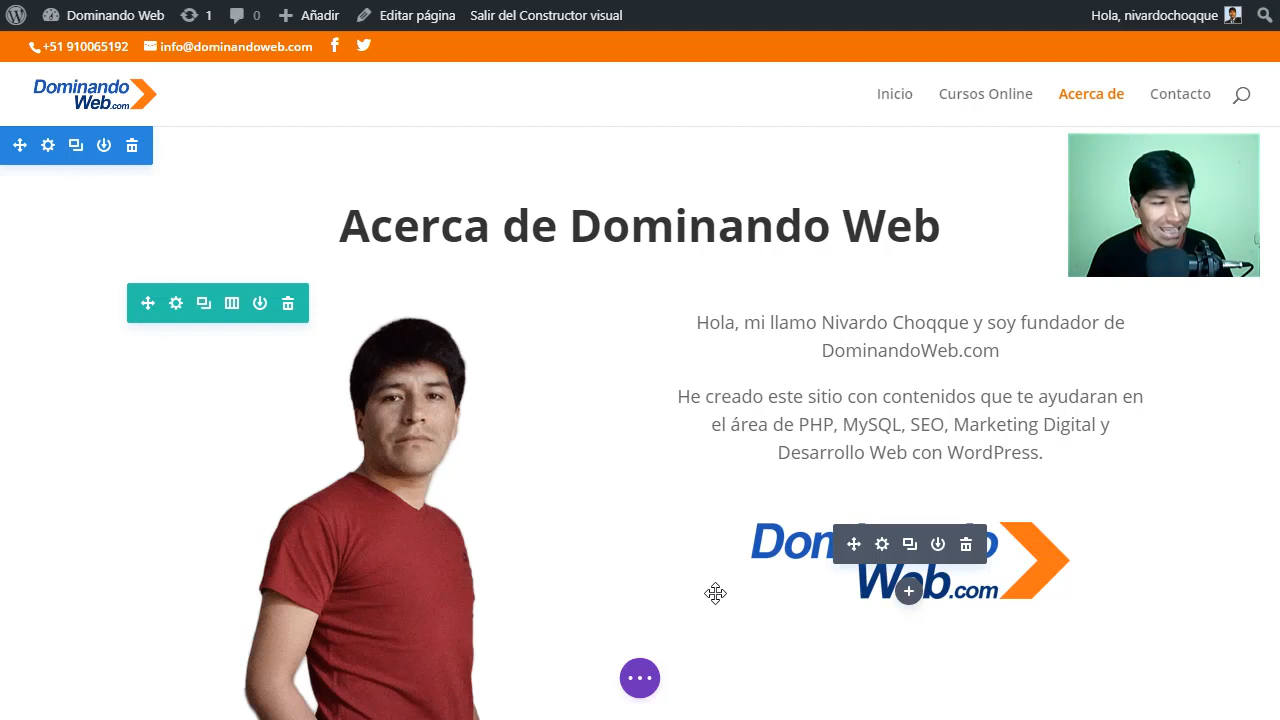 Dominando Web 1 0 Añadir Editar página Salir del Constructor visual Hola, nivardochoqque
+51 910065192 info@dominandoweb.com
Dominando
Web.com
Inicio Cursos Online Acerca de Contacto
Acerca de Dominando Web
Hola, mi llamo Nivardo Choqque y soy fundador de
DominandoWeb.com
He creado este sitio con contenidos que te ayudaran en
el área de PHP, MySQL, SEO, Marketing Digital y
Desarrollo Web con WordPress.
Web.com